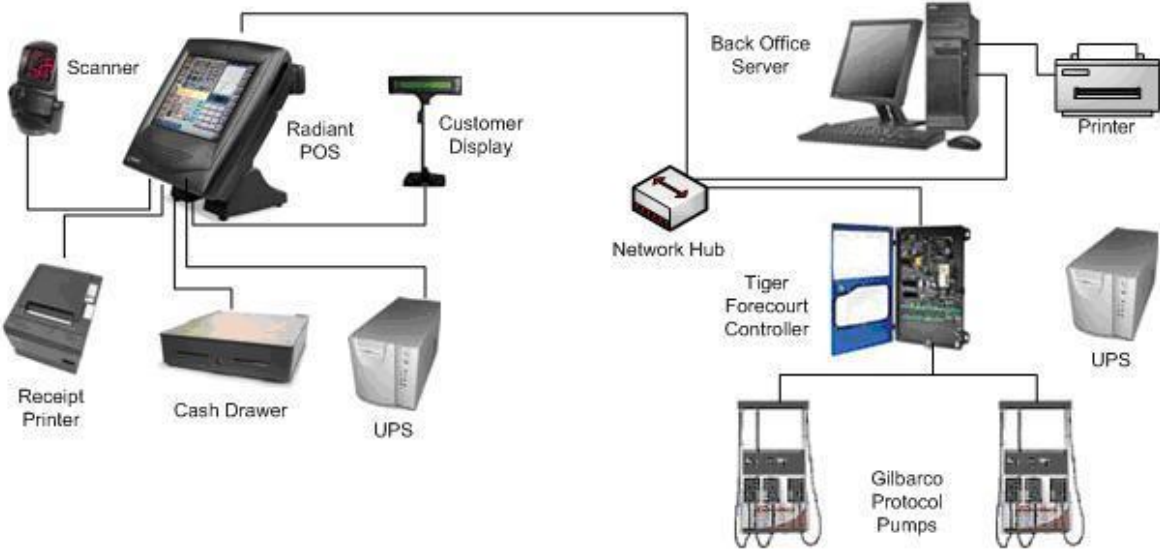 Scanner
Radiant
POS
Customer
Display
Back Office
Server
Printer
Network Hub
Tiger
Forecourt
Controller
UPS
Receipt
Printer
Cash Drawer
UPS
Gilbarco
Protocol
Pumps